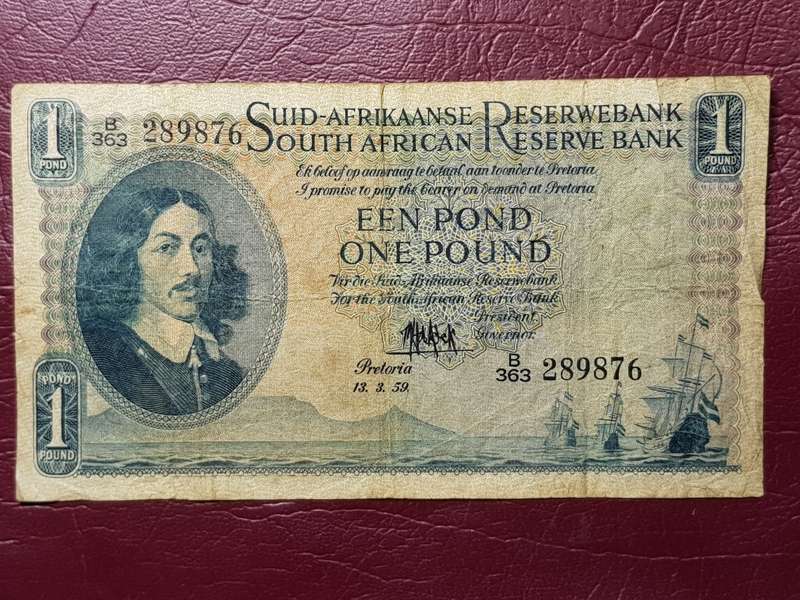 1
POND
B
363 289876
SUID-AFRIKAANSE RESERWEBANK
SOUTH AFRICAN RESERVE BANK
1
POUND
Ek beloof op aanvraag te betaal aan toonder te Pretoria
I promise to pay the bearer on demand at Pretoria
EEN POND
ONE POUND
Vir die Suid-Afrikaanse Reserwebank
For the South African Reserve Bank
President.
Governor.
Pretoria
13. 3. 59.
B
363 289876
POND
1
POUND